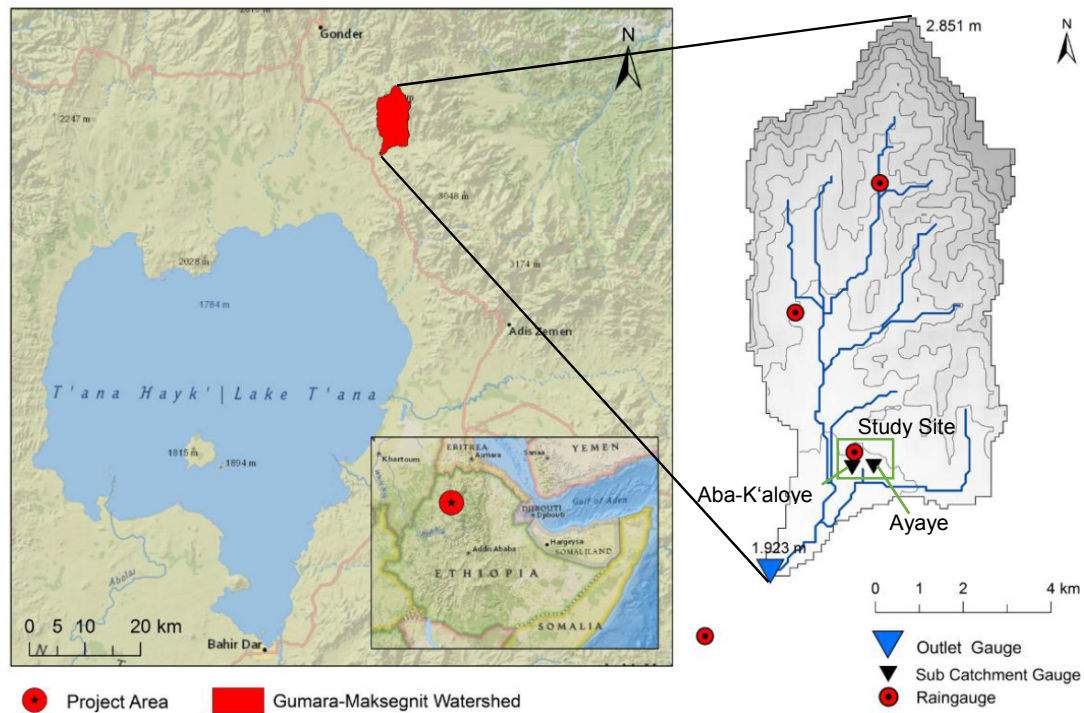 Gonder
N
2247 m
3048 m
2028 m
3174 m
1784 m
Adis Zemen
T'ana Hayk' | Lake T'ana
1815 m
1894 m
Abolai
0 5 10 20 km
Bahir Dar
Khartoum
ERITREA
Asmara
Sanaa
YEMEN
Gulf of Aden
DJIBOUTI
Djibouti
Hargeysa
SOMALILAND
Addis Ababa
ETHIOPIA
SOMALIA
Project Area
Gumara-Maksegnit Watershed
2.851 m
N
Study Site
Aba-K‘aloye
Ayaye
1.923 m
0 2 4 km
Outlet Gauge
Sub Catchment Gauge
Raingauge